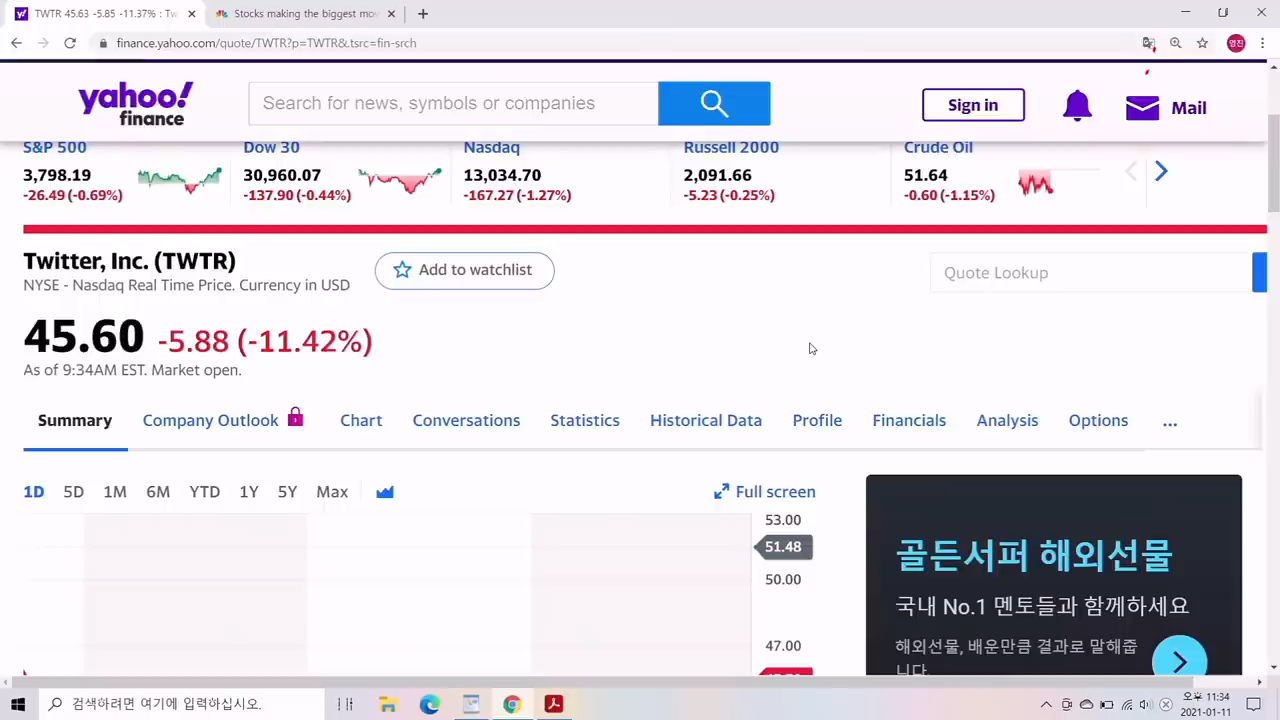 TWTR 45.63 -5.85 -11.37% : Tw
Stocks making the biggest mo
finance.yahoo.com/quote/TWTR?p=TWTR&.tsrc=fin-srch
영진
yahoo!
finance
Search for news, symbols or companies
Sign in
Mail
S&P 500
3,798.19
-26.49 (-0.69%)
Dow 30
30,960.07
-137.90 (-0.44%)
Nasdaq
13,034.70
-167.27 (-1.27%)
Russell 2000
2,091.66
-5.23 (-0.25%)
Crude Oil
51.64
-0.60 (-1.15%)
Twitter, Inc. (TWTR)
NYSE - Nasdaq Real Time Price. Currency in USD
Add to watchlist
Quote Lookup
45.60 -5.88 (-11.42%)
As of 9:34AM EST. Market open.
Summary Company Outlook Chart Conversations Statistics Historical Data Profile Financials Analysis Options ...
1D 5D 1M 6M YTD 1Y 5Y Max
Full screen
53.00
51.48
50.00
47.00
골든서퍼 해외선물
국내 No.1 멘토들과 함께하세요
해외선물, 배운만큼 결과로 말해줍
니다.
검색하려면 여기에 입력하십시오.
오후 11:34
2021-01-11